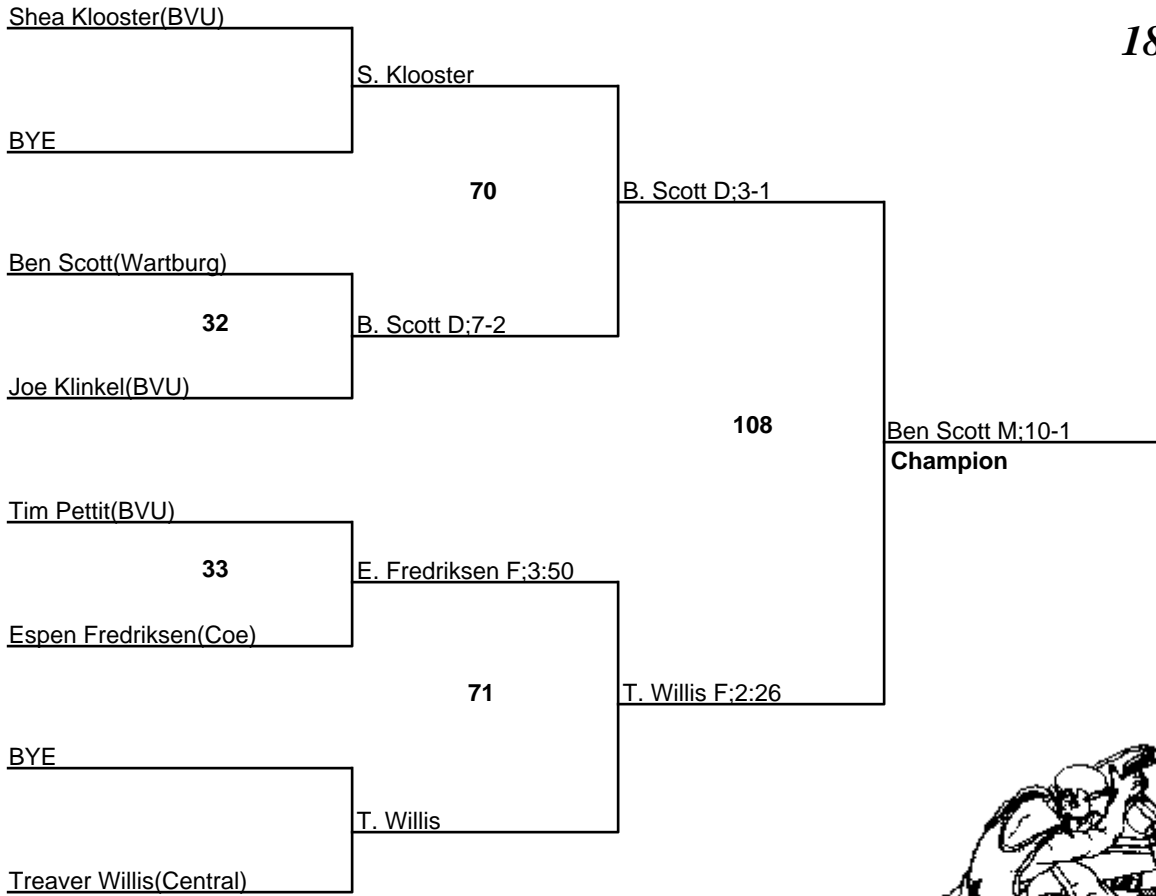 Shea Klooster(BVU)
18
S. Klooster
BYE
70
B. Scott D;3-1
Ben Scott(Wartburg)
32
B. Scott D;7-2
Joe Klinkel(BVU)
108
Ben Scott M;10-1
Champion
Tim Pettit(BVU)
33
E. Fredriksen F;3:50
Espen Fredriksen(Coe)
71
T. Willis F;2:26
BYE
T. Willis
Treaver Willis(Central)